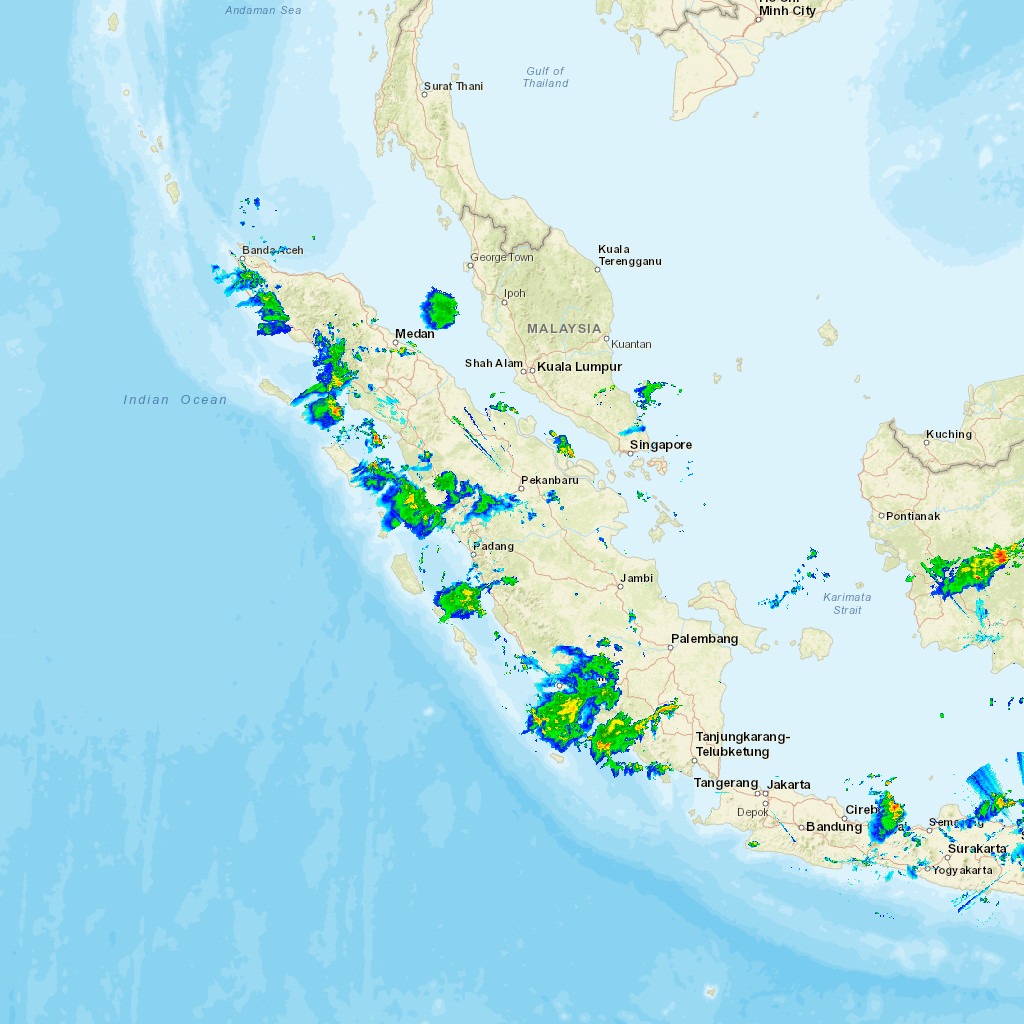 Andaman Sea
Minh City
Gulf of
Thailand
Surat Thani
Banda Aceh
George Town
Kuala
Terengganu
Ipoh
MALAYSIA
Medan
Kuantan
Shah Alam
Kuala Lumpur
Indian Ocean
Singapore
Kuching
Pekanbaru
Pontianak
Padang
Jambi
Karimata
Strait
Palembang
Tanjungkarang-
Telubketung
Tangerang
Jakarta
Depok
Bandung
Surakarta
Yogyakarta